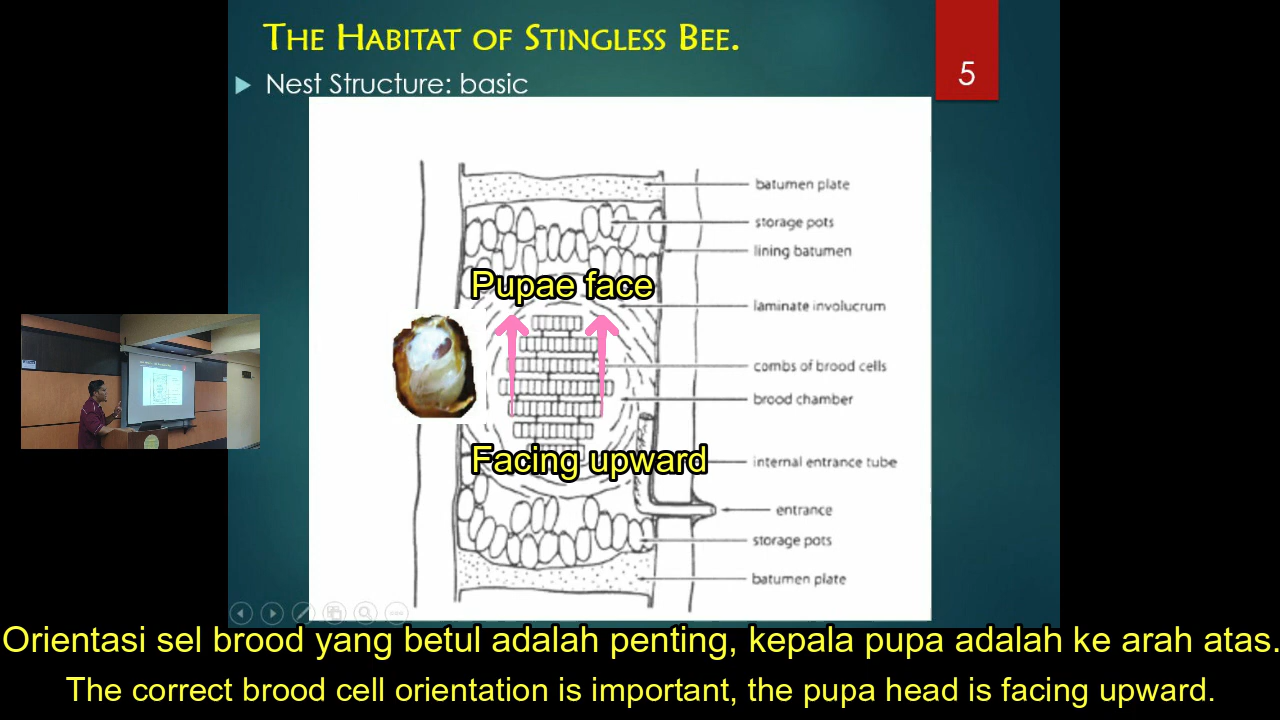 THE HABITAT OF STINGLESS BEE.
5
Nest Structure: basic
batumen plate
storage pots
lining batumen
Pupae face
laminate involucrum
combs of brood cells
brood chamber
Facing upward
internal entrance tube
entrance
storage pots
batumen plate
Orientasi sel brood yang betul adalah penting, kepala pupa adalah ke arah atas.
The correct brood cell orientation is important, the pupa head is facing upward.